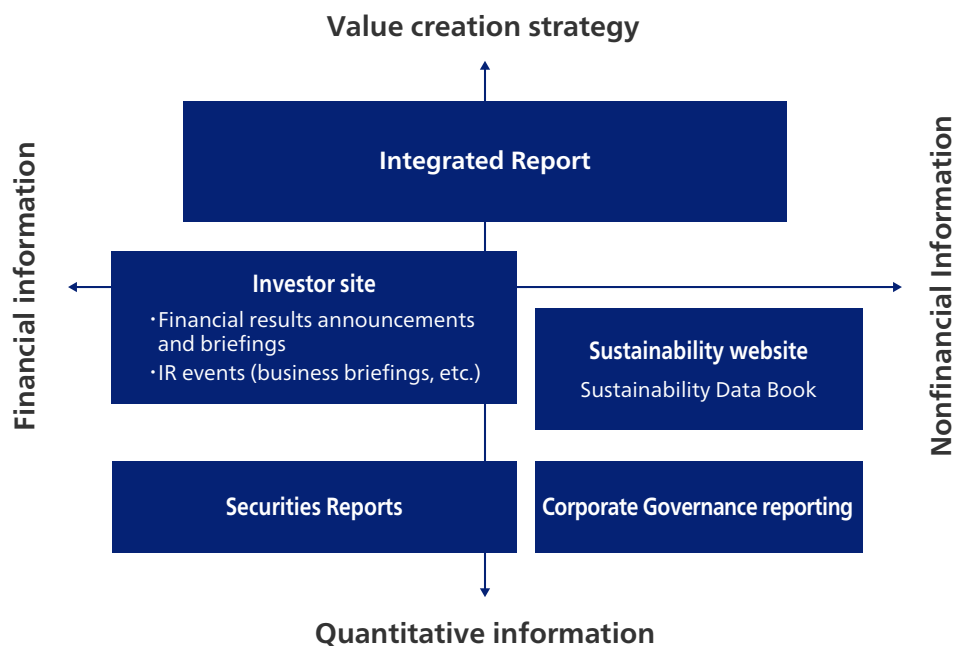 Value creation strategy
Financial information
Nonfinancial Information
Integrated Report
Investor site
・Financial results announcements
and briefings
・IR events (business briefings, etc.)
Sustainability website
Sustainability Data Book
Securities Reports
Corporate Governance reporting
Quantitative information